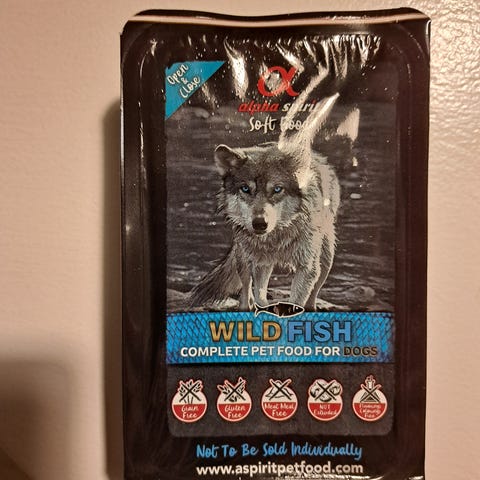 Open
&
Close
alpha spirit
Soft Food
WILD FISH
COMPLETE PET FOOD FOR DOGS
Grain
Free
Gluten
Free
Meat Meal
Free
NOT
Extruded
Free
Not To Be Sold Individually
www.aspiritpetfood.com